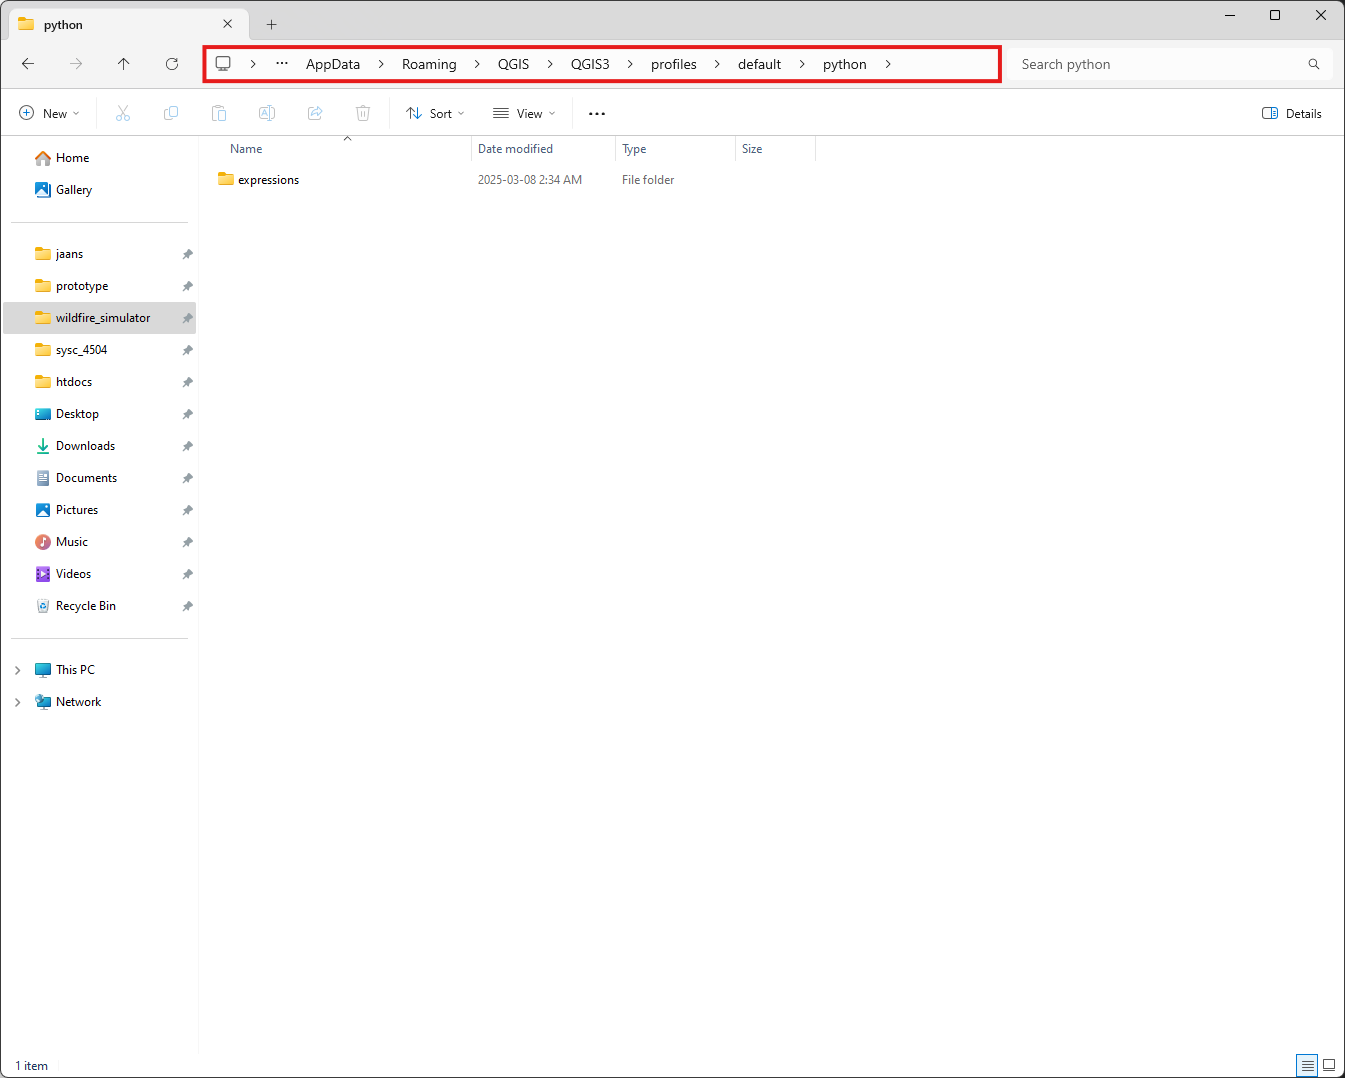 python
AppData > Roaming > QGIS > QGIS3 > profiles > default > python >
Search python
New
Sort
View
Details
Name
Date modified
Type
Size
expressions
2025-03-08 2:34 AM
File folder
Home
Gallery
jaans
prototype
wildfire_simulator
sysc_4504
htdocs
Desktop
Downloads
Documents
Pictures
Music
Videos
Recycle Bin
This PC
Network
1 item